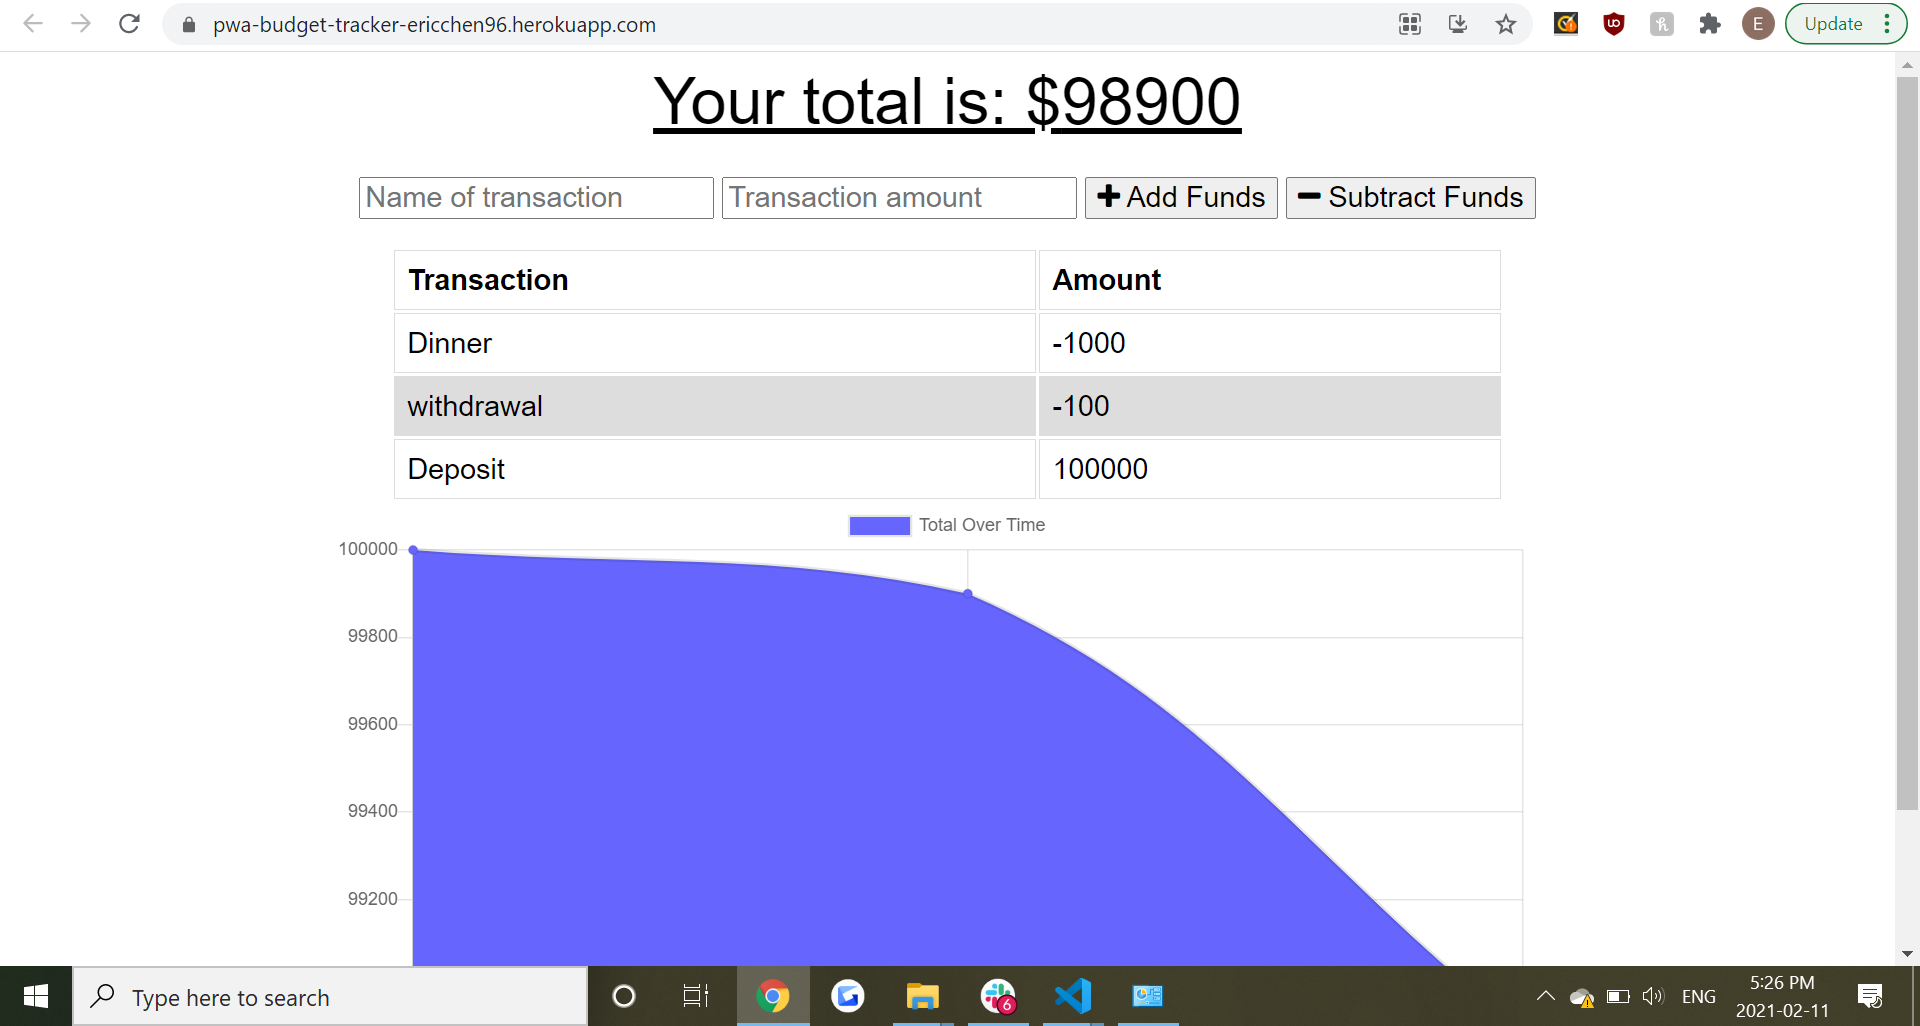 pwa-budget-tracker-ericchen96.herokuapp.com
E
Update
Your total is: $98900
Name of transaction Transaction amount Add Funds Subtract Funds
Transaction Amount
Dinner -1000
withdrawal -100
Deposit 100000
Total Over Time
100000
99800
99600
99400
99200
Type here to search
6
ENG
5:26 PM
2021-02-11